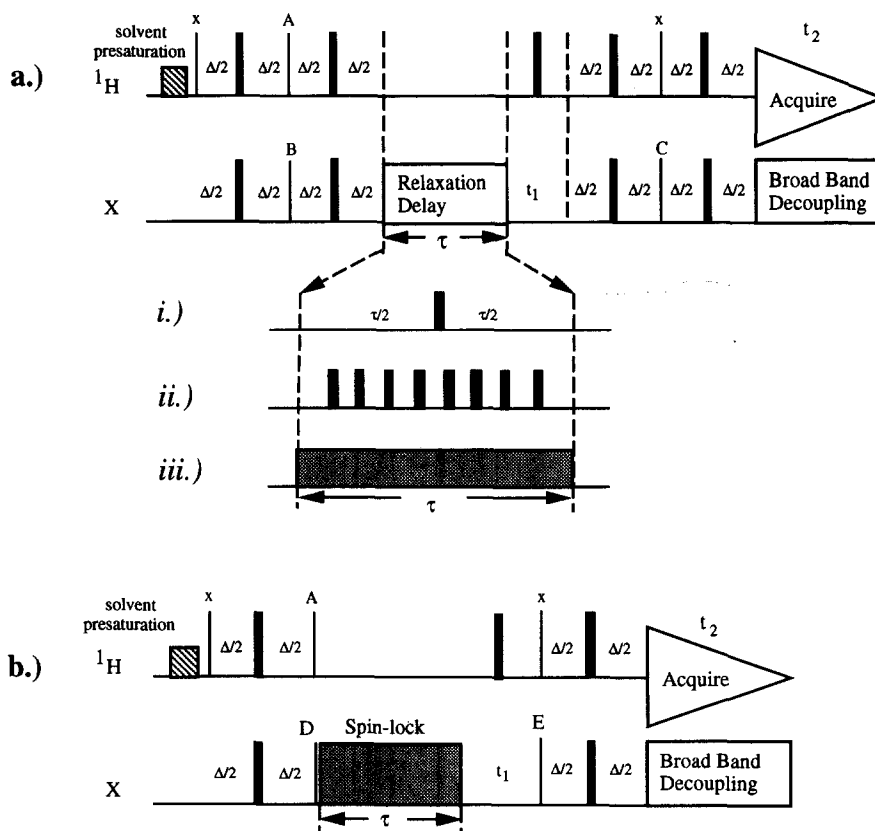 x A x t₂
solvent presaturation
a.) ¹H Δ/2 Δ/2 Δ/2 Δ/2 Δ/2 Δ/2 Δ/2 Δ/2 Acquire
B C
X Δ/2 Δ/2 Δ/2 Δ/2 Relaxation Delay t₁ Δ/2 Δ/2 Δ/2 Δ/2 Broad Band Decoupling
τ
i.) τ/2 τ/2
ii.)
iii.)
τ
x A x t₂
solvent presaturation
b.) ¹H Δ/2 Δ/2 Δ/2 Δ/2 Acquire
D Spin-lock E
X Δ/2 Δ/2 t₁ Δ/2 Δ/2 Broad Band Decoupling
τ